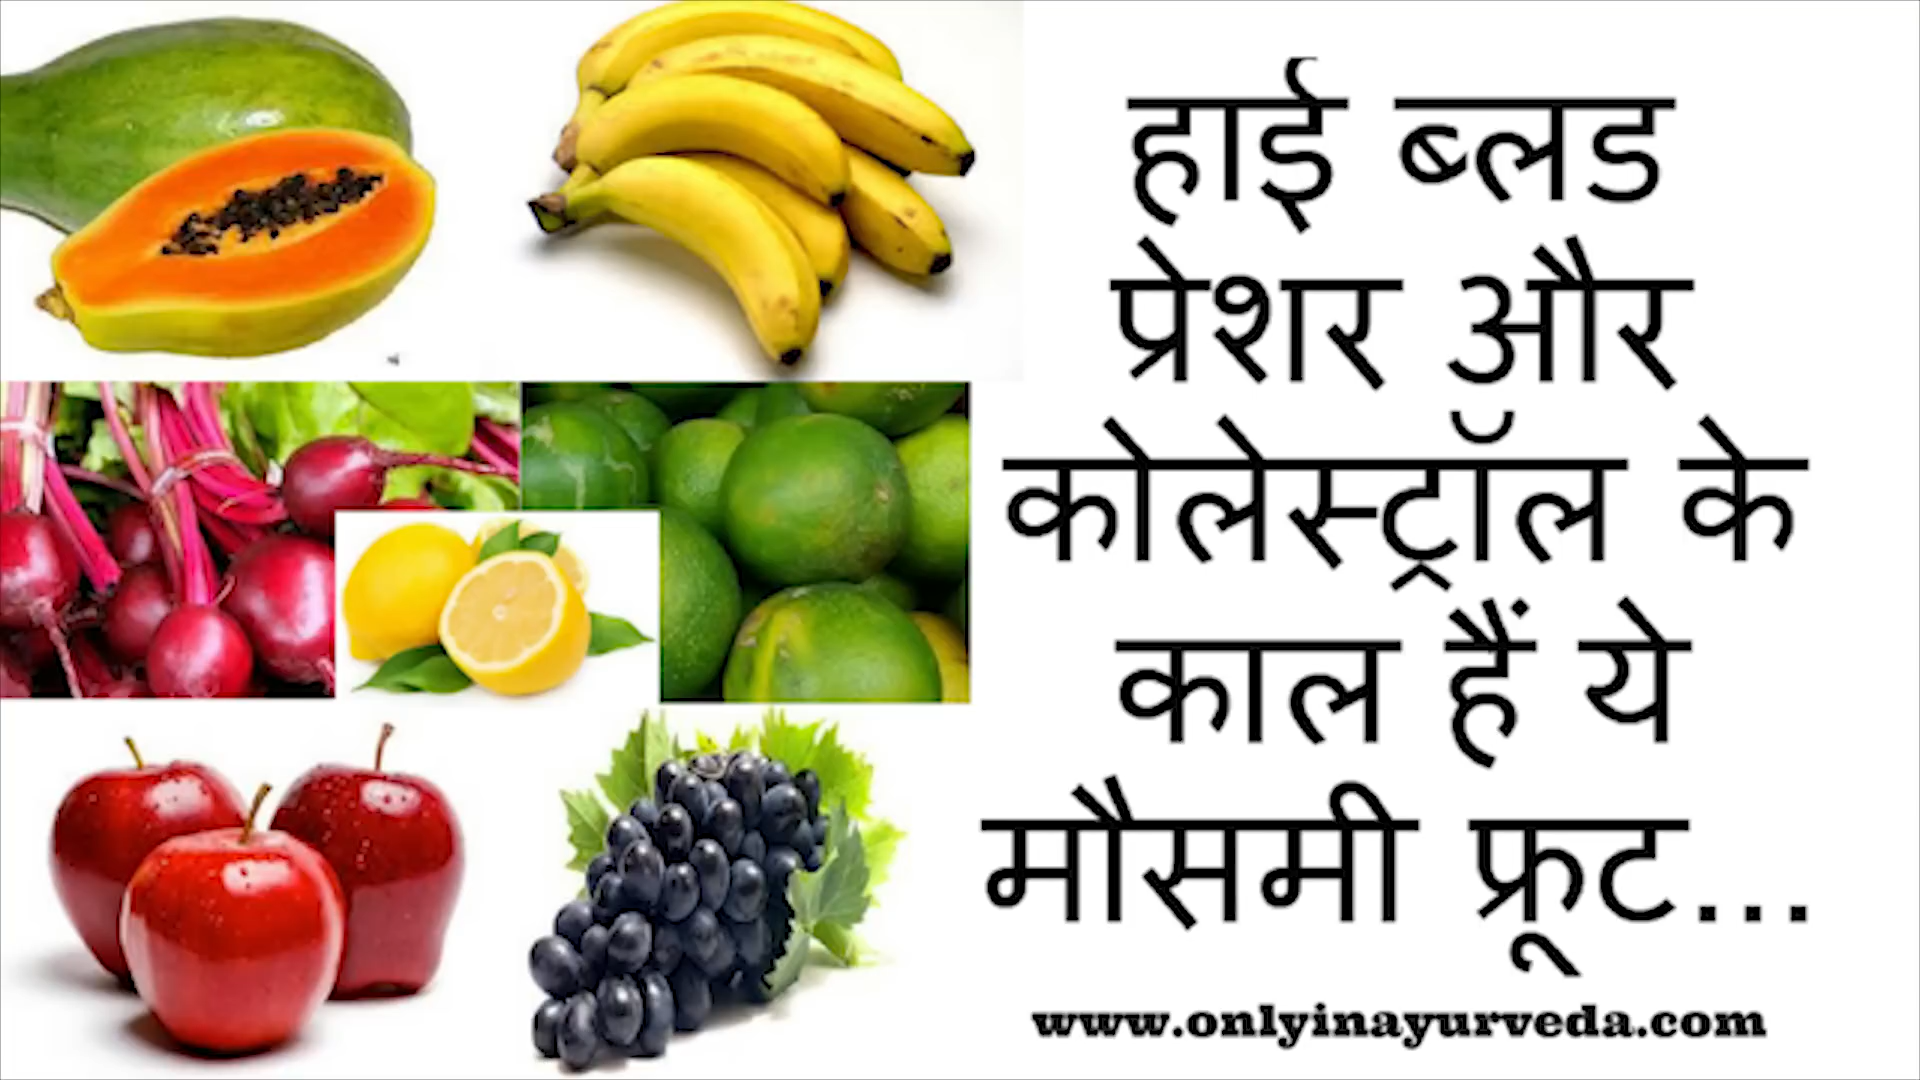 हाई ब्लड
प्रेशर और
कोलेस्ट्रॉल के
काल हैं ये
मौसमी फ्रूट...
www.onlyinayurveda.com